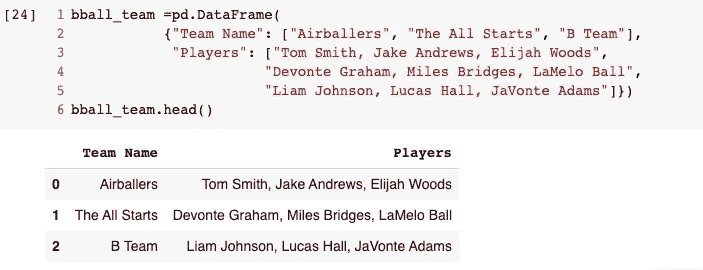 [24] 1 bball_team =pd.DataFrame(
2 {"Team Name": ["Airballers", "The All Starts", "B Team"],
3 "Players": ["Tom Smith, Jake Andrews, Elijah Woods",
4 "Devonte Graham, Miles Bridges, LaMelo Ball",
5 "Liam Johnson, Lucas Hall, JaVonte Adams"]})
6 bball_team.head()
Team Name Players
0 Airballers Tom Smith, Jake Andrews, Elijah Woods
1 The All Starts Devonte Graham, Miles Bridges, LaMelo Ball
2 B Team Liam Johnson, Lucas Hall, JaVonte Adams